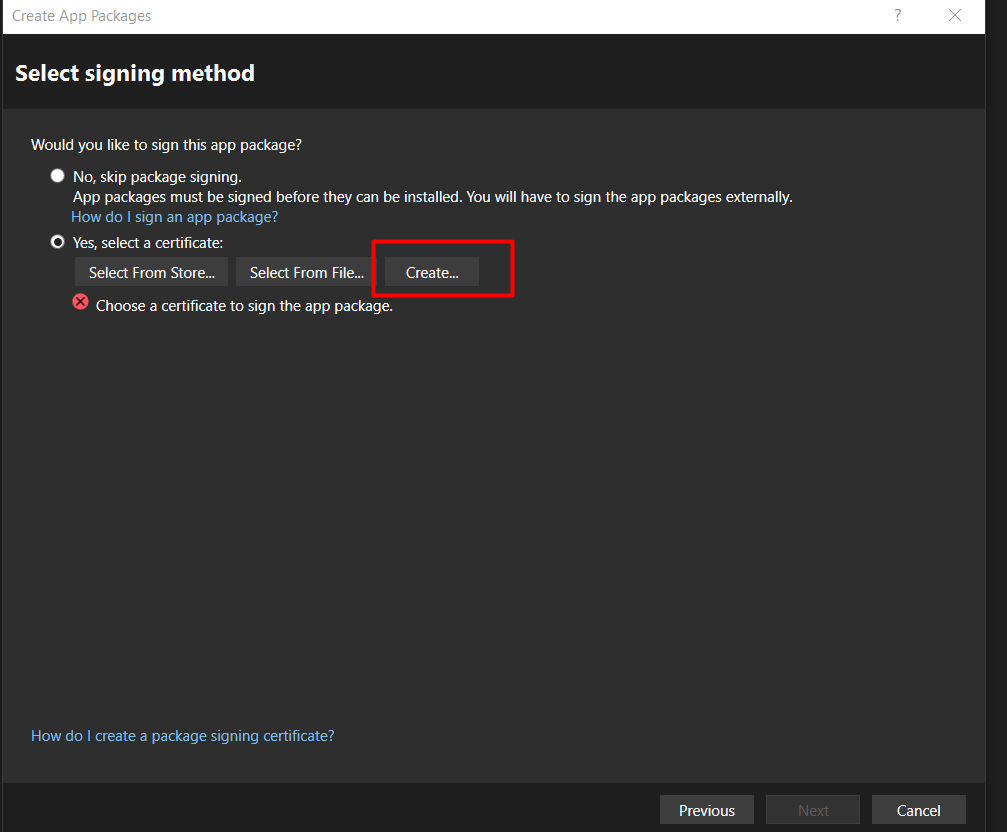 Create App Packages
?
Select signing method
Would you like to sign this app package?
No, skip package signing.
App packages must be signed before they can be installed. You will have to sign the app packages externally.
How do I sign an app package?
Yes, select a certificate:
Select From Store... Select From File... Create...
Choose a certificate to sign the app package.
How do I create a package signing certificate?
Previous Next Cancel